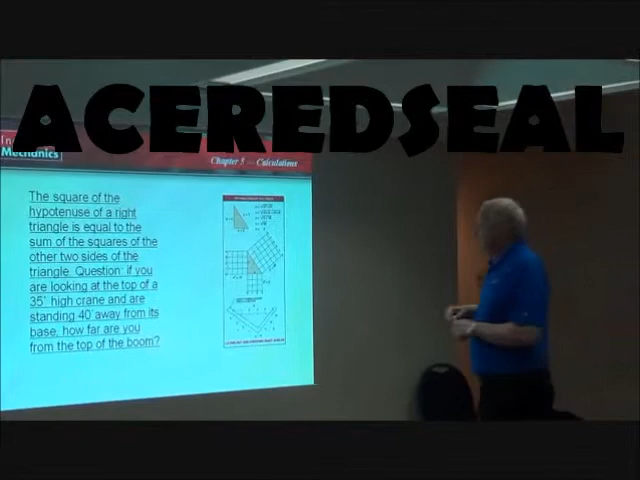 ACEREDSEAL
In
Mechanics
Chapter 5 — Calculations
The square of the
hypotenuse of a right
triangle is equal to the
sum of the squares of the
other two sides of the
triangle. Question: if you
are looking at the top of a
35' high crane and are
standing 40' away from its
base, how far are you
from the top of the boom?